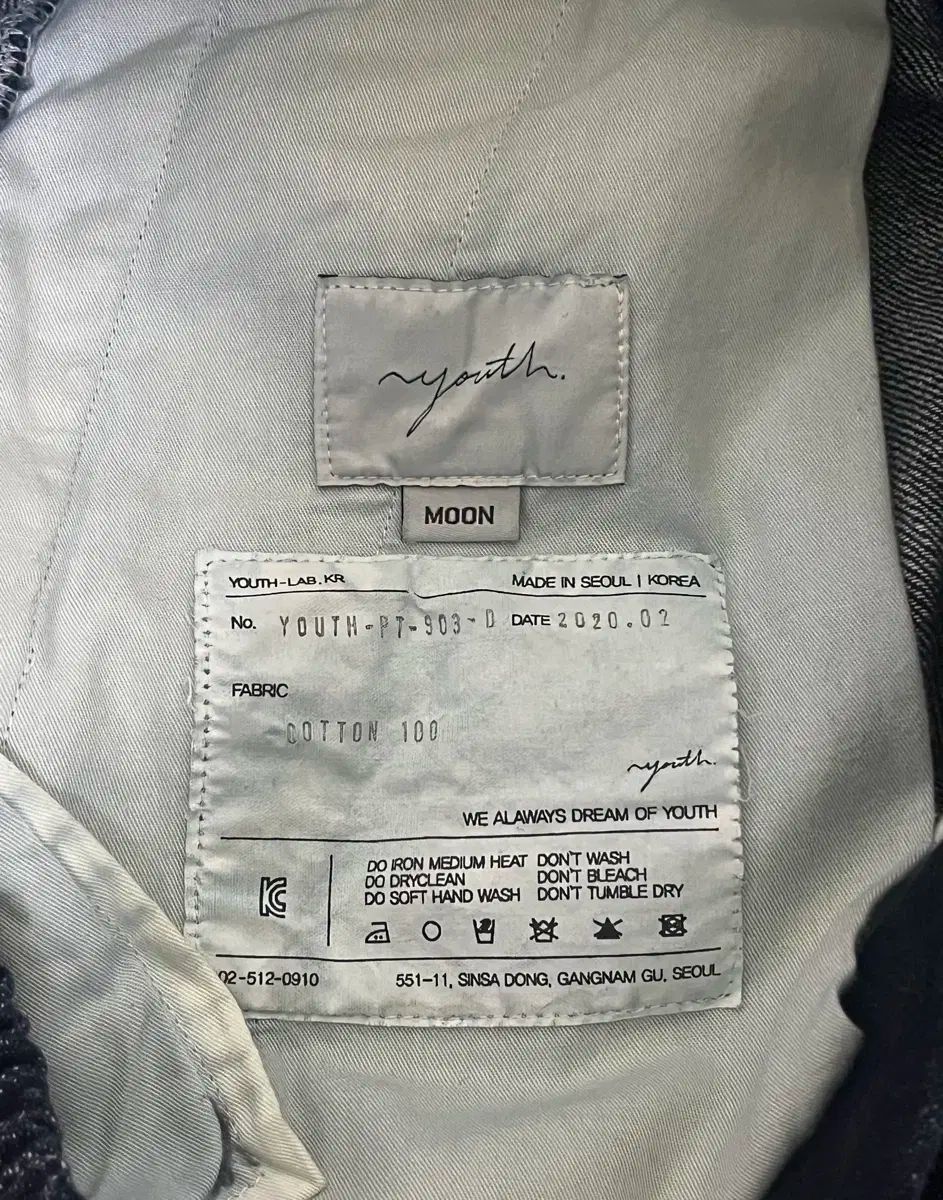 youth.
MOON
YOUTH-LAB.KR MADE IN SEOUL | KOREA
No. YOUTH-PT-903-D DATE 2020.02
FABRIC
COTTON 100
youth.
WE ALAWAYS DREAM OF YOUTH
DO IRON MEDIUM HEAT DON'T WASH
DO DRYCLEAN DON'T BLEACH
DO SOFT HAND WASH DON'T TUMBLE DRY
02-512-0910 551-11, SINSA DONG, GANGNAM GU, SEOUL